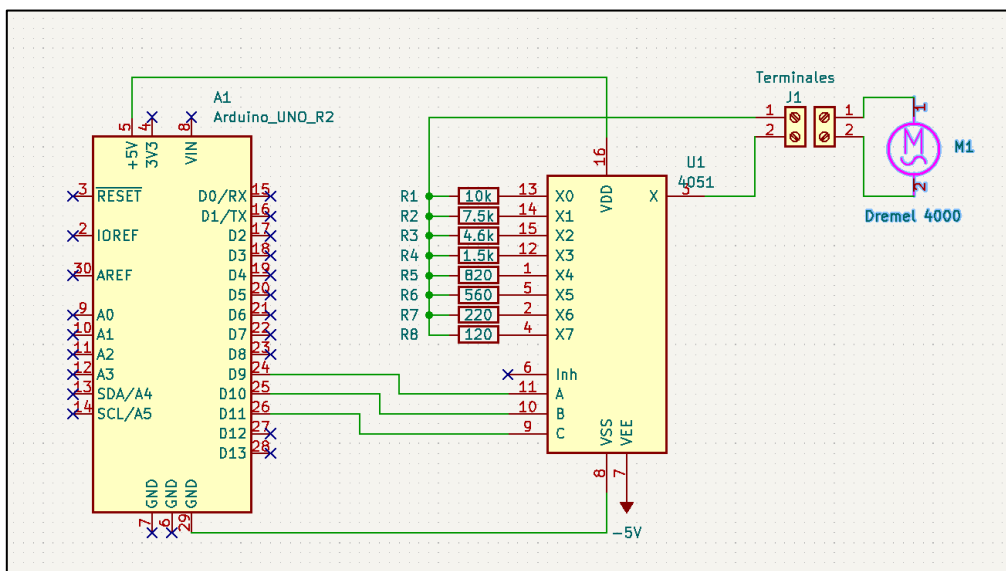 Terminales
A1
J1
Arduino_UNO_R2
1
2
1
2
1
M
M1
2
Dremel 4000
5
4
8
+5V
3V3
VIN
16
VDD
U1
4051
3
RESET
D0/RX
15
D1/TX
16
2
IOREF
D2
17
D3
18
30
AREF
D4
19
D5
20
9
A0
D6
21
10
A1
D7
22
11
A2
D8
23
12
A3
D9
24
13
SDA/A4
D10
25
14
SCL/A5
D11
26
D12
27
D13
28
GND
GND
GND
7
6
29
R1
10k
13
X0
X
3
R2
7.5k
14
X1
R3
4.6k
15
X2
R4
1.5k
12
X3
R5
820
1
X4
R6
560
5
X5
R7
220
2
X6
R8
120
4
X7
6
Inh
11
A
10
B
9
C
VSS
VEE
8
7
-5V